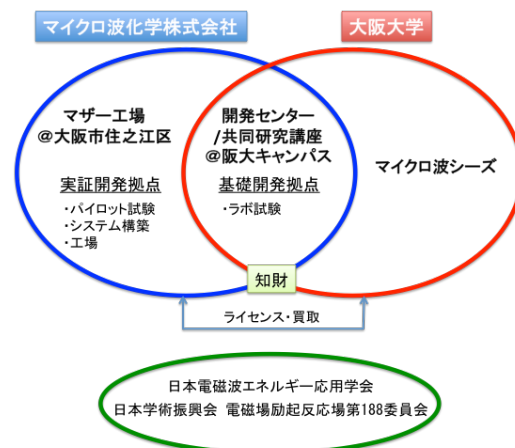 マイクロ波化学株式会社
大阪大学
マザー工場
@大阪市住之江区
実証開発拠点
・パイロット試験
・システム構築
・工場
開発センター
/共同研究講座
@阪大キャンパス
基礎開発拠点
・ラボ試験
マイクロ波シーズ
知財
ライセンス・買取
日本電磁波エネルギー応用学会
日本学術振興会 電磁場励起反応場第188委員会